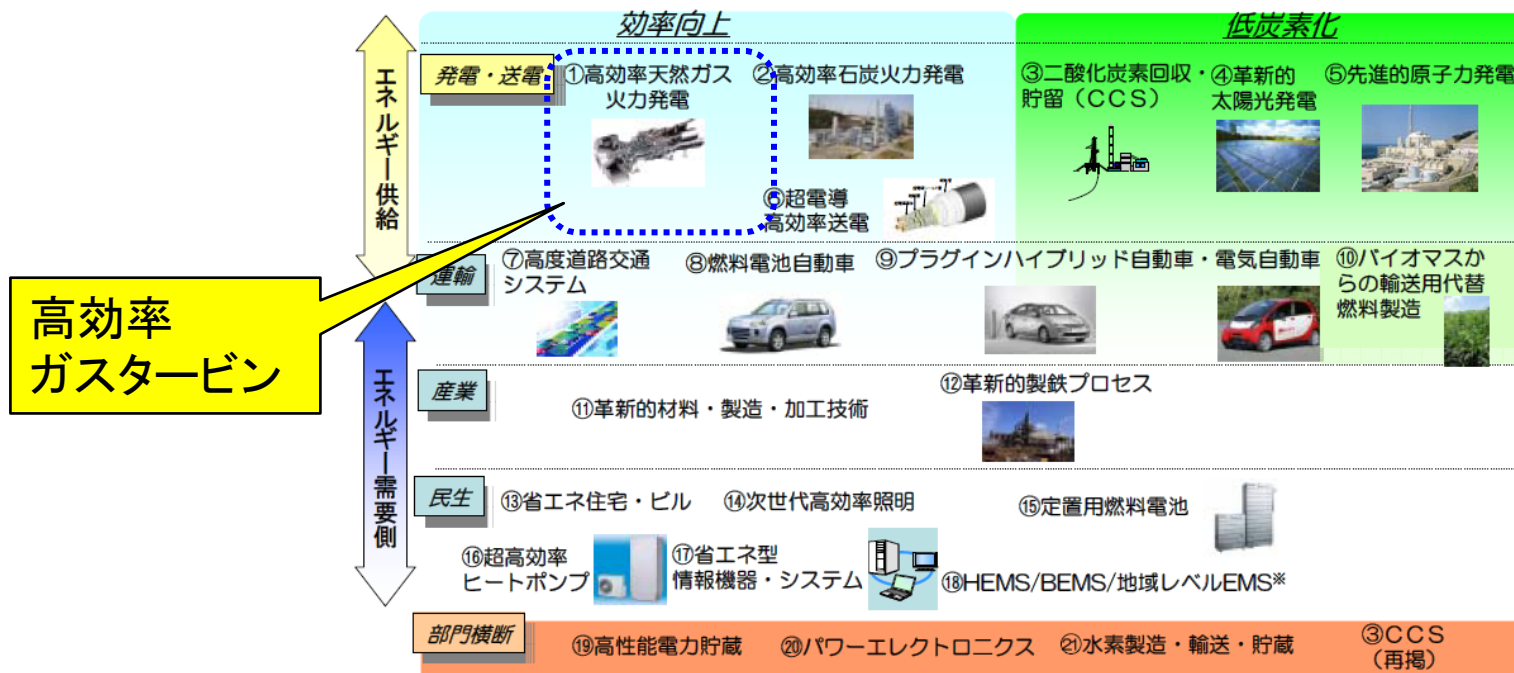 効率向上
低炭素化
エネルギー供給
発電・送電
①高効率天然ガス
火力発電
②高効率石炭火力発電
③二酸化炭素回収・
貯留（ＣＣＳ）
④革新的
太陽光発電
⑤先進的原子力発電
⑥超電導
高効率送電
高効率
ガスタービン
運輸
⑦高度道路交通
システム
⑧燃料電池自動車
⑨プラグインハイブリッド自動車・電気自動車
⑩バイオマスか
らの輸送用代替
燃料製造
エネルギー需要側
産業
⑪革新的材料・製造・加工技術
⑫革新的製鉄プロセス
民生
⑬省エネ住宅・ビル
⑭次世代高効率照明
⑮定置用燃料電池
⑯超高効率
ヒートポンプ
⑰省エネ型
情報機器・システム
⑱HEMS/BEMS/地域レベルEMS※
部門横断
⑲高性能電力貯蔵
⑳パワーエレクトロニクス
㉑水素製造・輸送・貯蔵
③ＣＣＳ
（再掲）